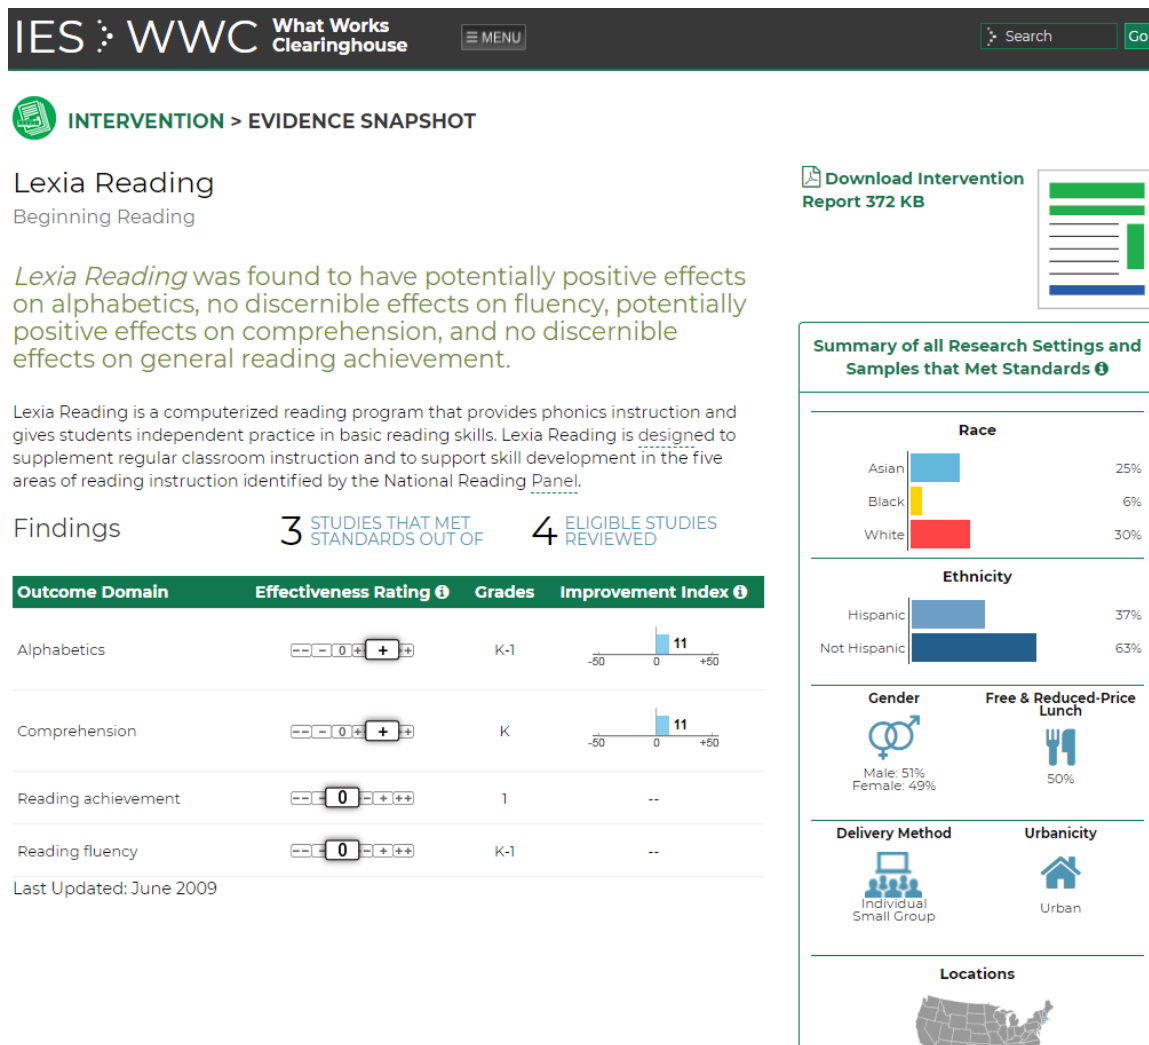 IES WWC What Works
Clearinghouse
MENU
Search
Go
INTERVENTION > EVIDENCE SNAPSHOT
Lexia Reading
Beginning Reading
Lexia Reading was found to have potentially positive effects
on alphabetics, no discernible effects on fluency, potentially
positive effects on comprehension, and no discernible
effects on general reading achievement.
Lexia Reading is a computerized reading program that provides phonics instruction and
gives students independent practice in basic reading skills. Lexia Reading is designed to
supplement regular classroom instruction and to support skill development in the five
areas of reading instruction identified by the National Reading Panel.
Findings
3 STUDIES THAT MET
STANDARDS OUT OF
4 ELIGIBLE STUDIES
REVIEWED
Outcome Domain Effectiveness Rating Grades Improvement Index
Alphabetics -- - 0 + + ++ K-1 11
-50 0 +50
Comprehension -- - 0 + + ++ K 11
-50 0 +50
Reading achievement -- - 0 - + ++ 1 --
Reading fluency -- - 0 - + ++ K-1 --
Last Updated: June 2009
Download Intervention
Report 372 KB
Summary of all Research Settings and
Samples that Met Standards
Race
Asian 25%
Black 6%
White 30%
Ethnicity
Hispanic 37%
Not Hispanic 63%
Gender
Male: 51%
Female: 49%
Free & Reduced-Price
Lunch
50%
Delivery Method
Individual
Small Group
Urbanicity
Urban
Locations